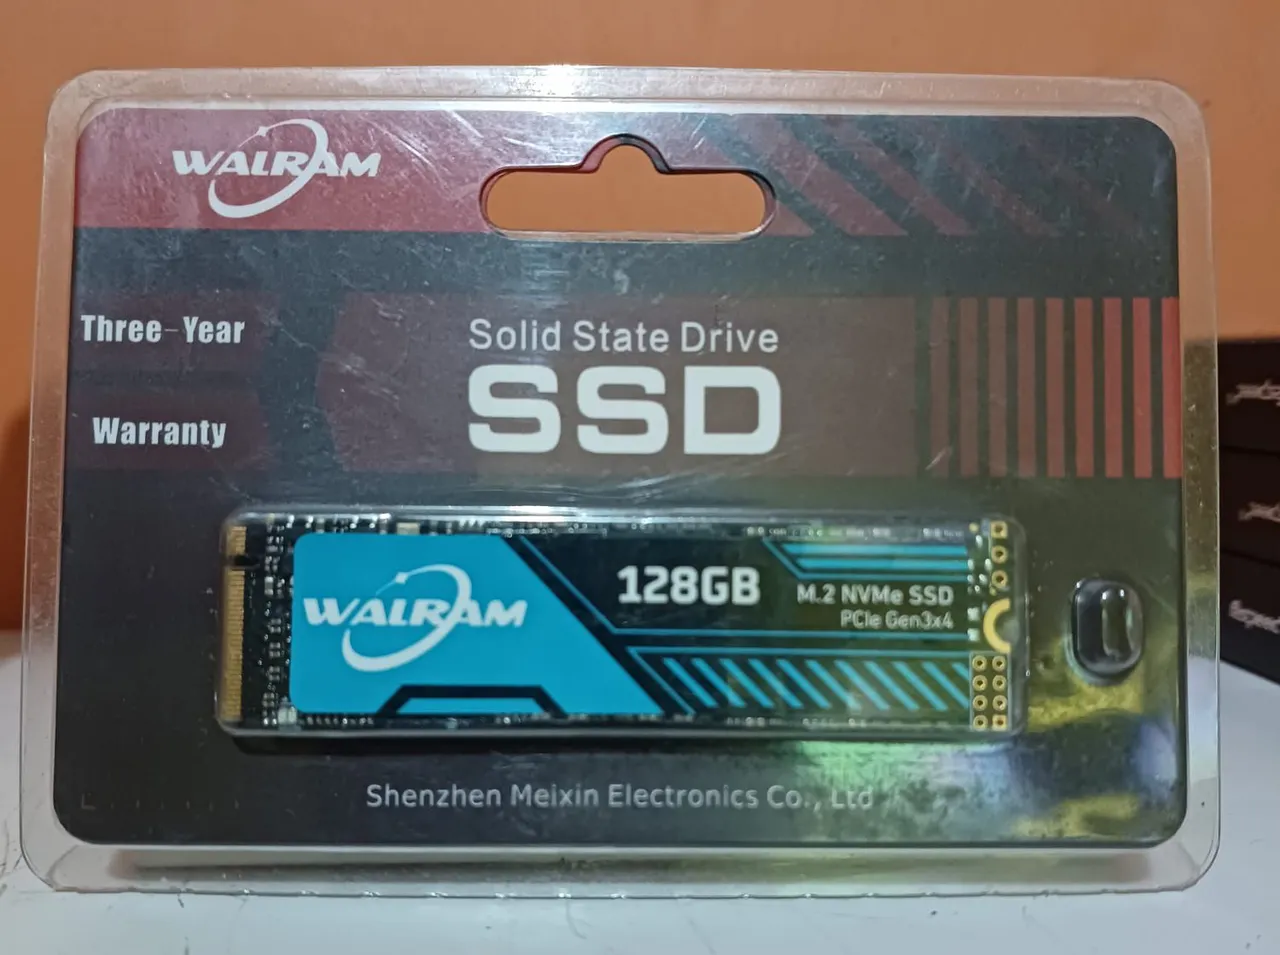 WALRAM
Three-Year
Warranty
Solid State Drive
SSD
WALRAM
128GB
M.2 NVMe SSD
PCIe Gen3x4
Shenzhen Meixin Electronics Co., Ltd